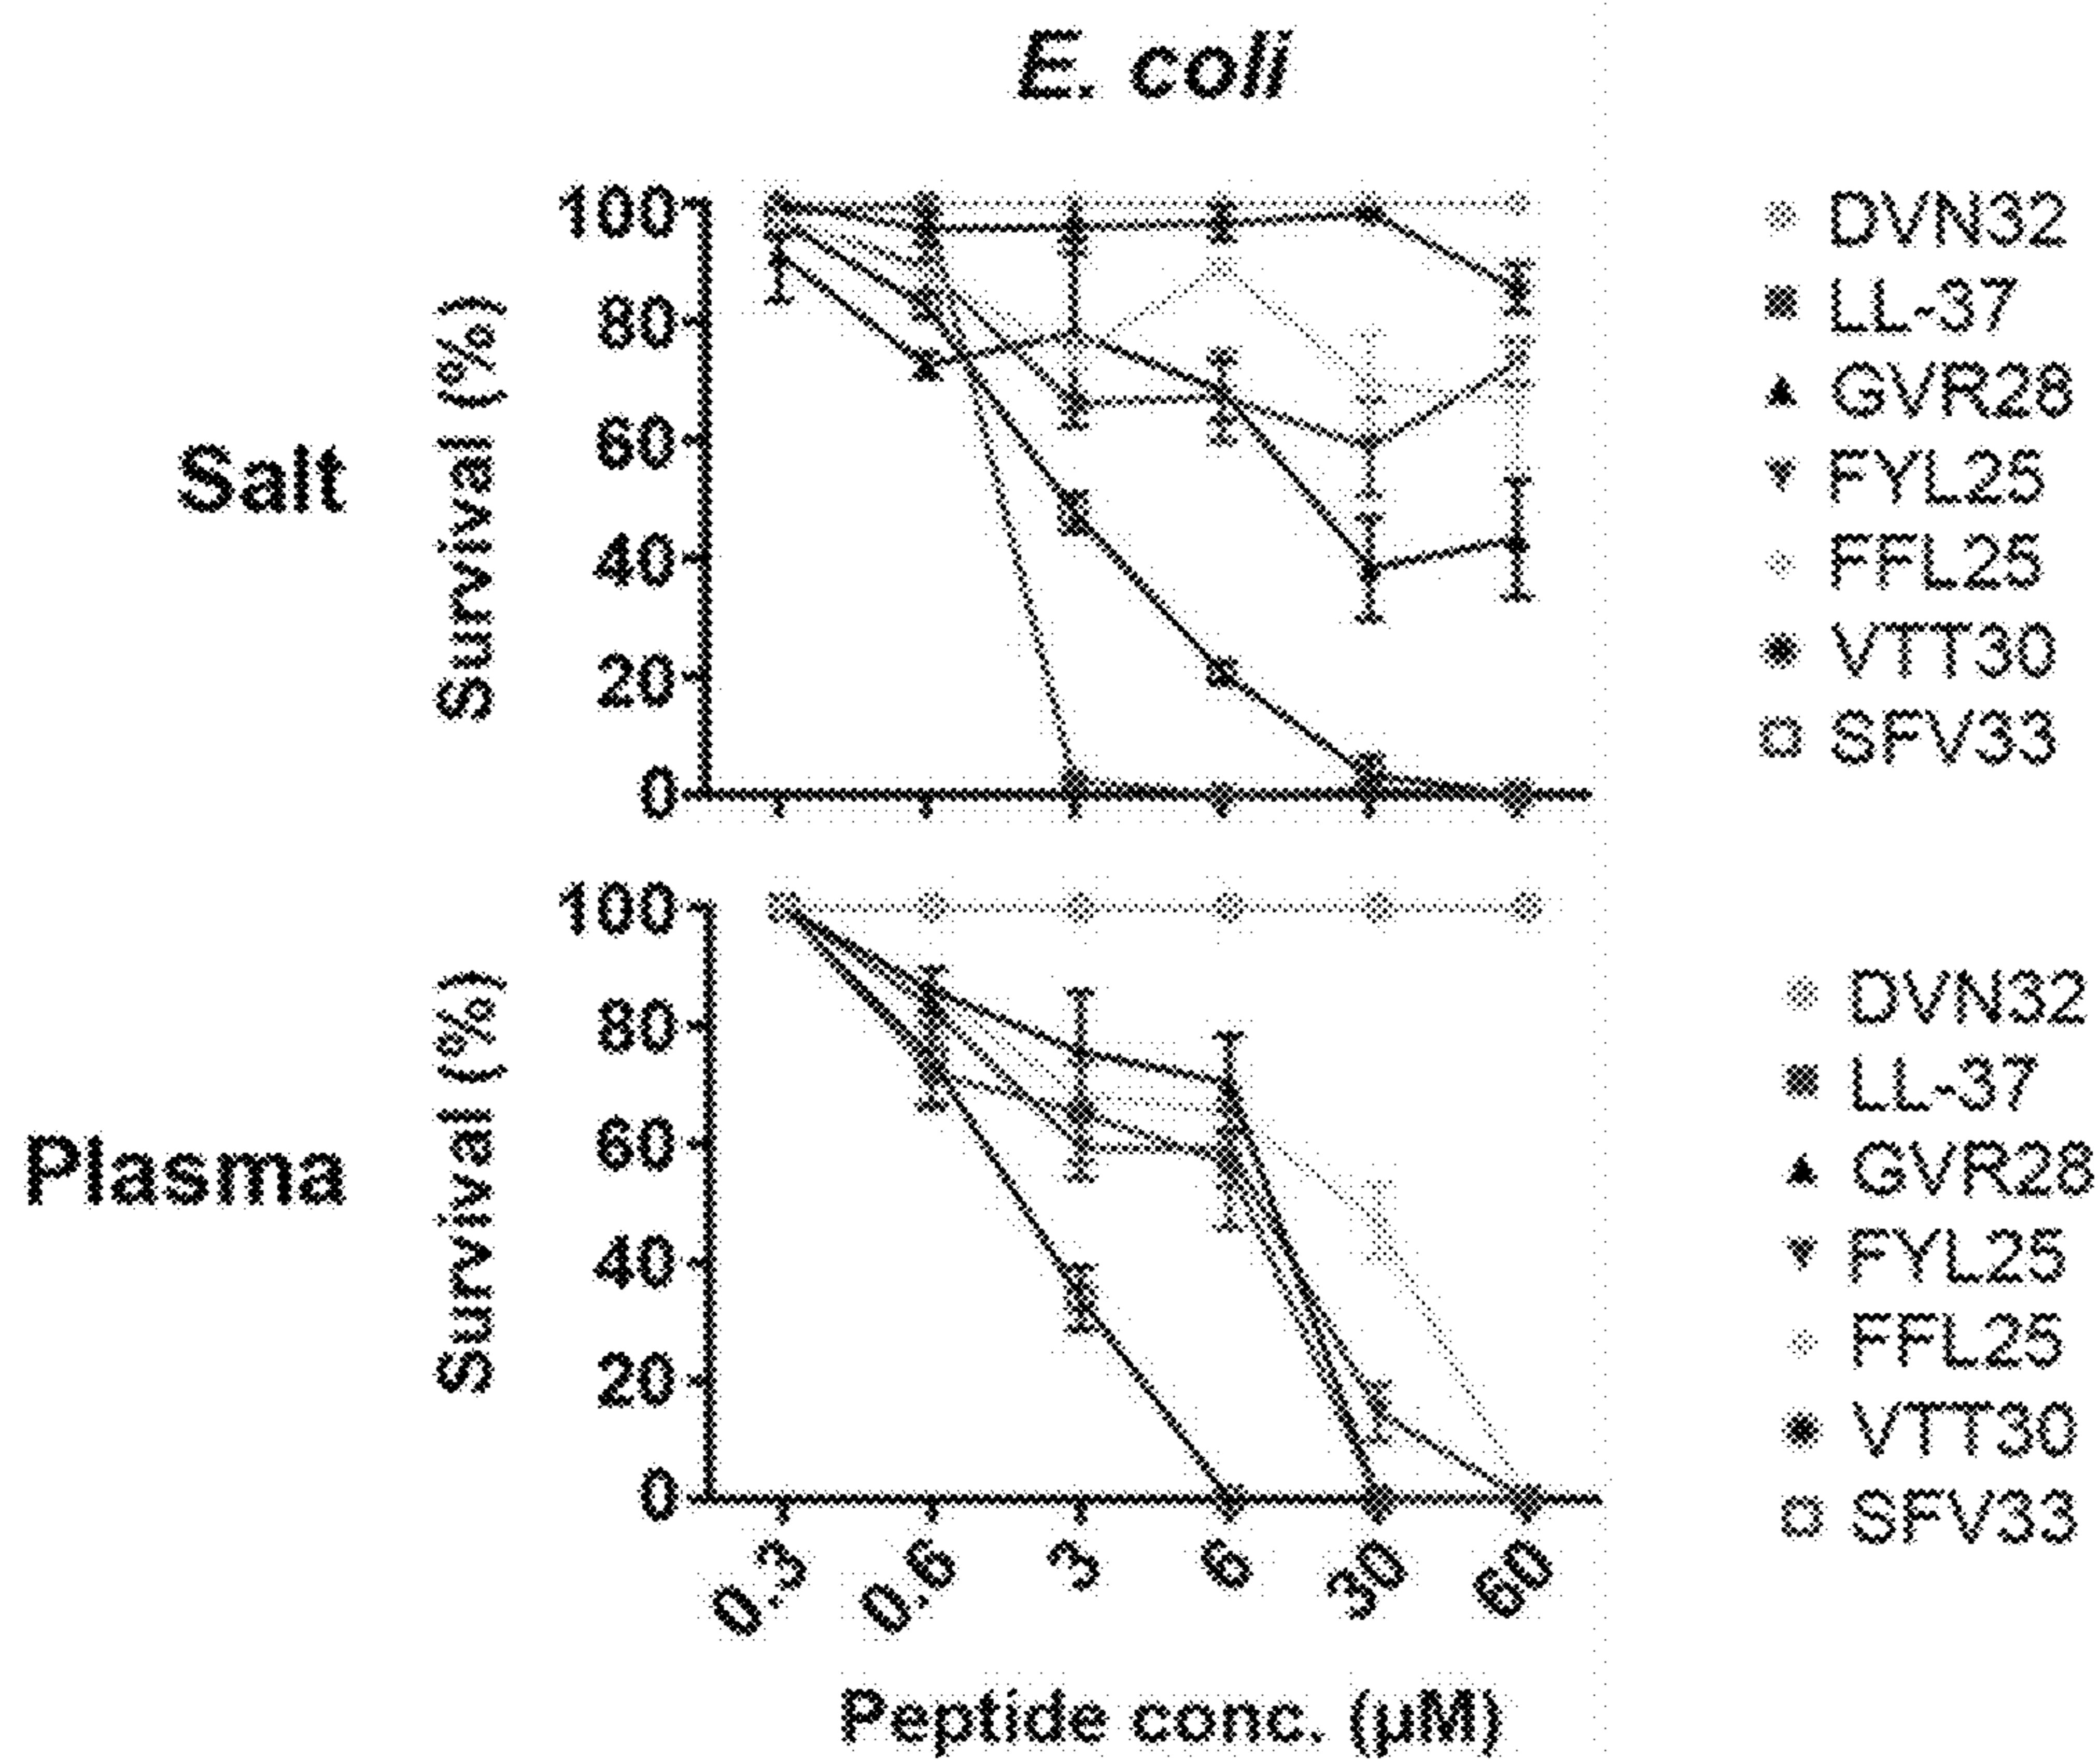 E. coli
Salt
Survival (%)
100
80
60
40
20
0
DVN32
LL-37
GVR28
FYL25
FFL25
VTT30
SFV33
Plasma
Survival (%)
100
80
60
40
20
0
0.3
0.6
3
6
30
60
Peptide conc. (µM)
DVN32
LL-37
GVR28
FYL25
FFL25
VTT30
SFV33